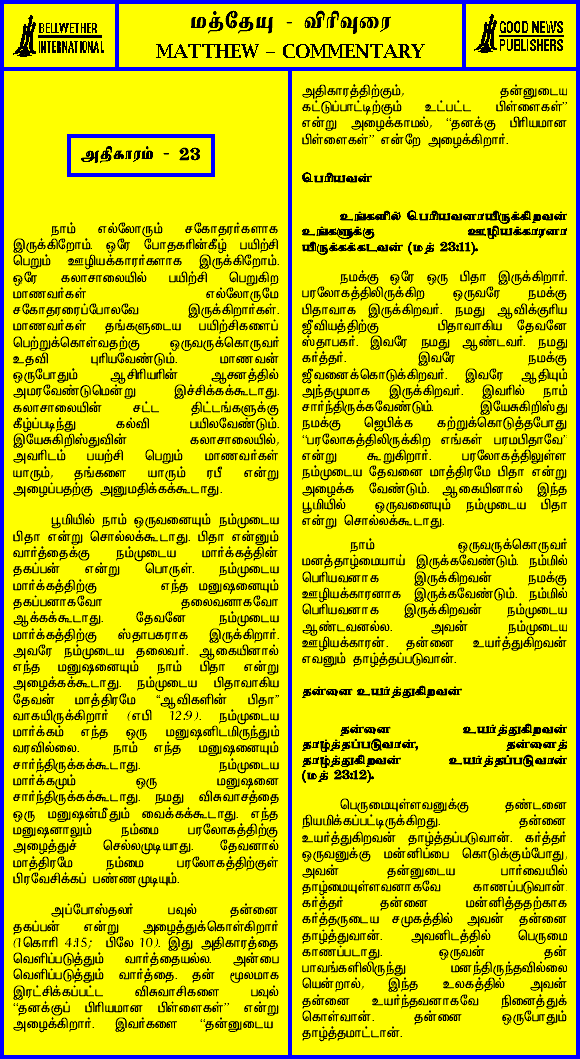 BELLWETHER
INTERNATIONAL
மத்தேயு - விரிவுரை
MATTHEW – COMMENTARY
GOOD NEWS
PUBLISHERS
அதிகாரம் - 23
நாம் எல்லோரும் சகோதரர்களாக
இருக்கிறோம். ஒரே போதகரின்கீழ் பயிற்சி
பெறும் ஊழியக்காரர்களாக இருக்கிறோம்.
ஒரே கலாசாலையில் பயிற்சி பெறுகிற
மாணவர்கள் எல்லோருமே
சகோதரரைப்போலவே இருக்கிறார்கள்.
மாணவர்கள் தங்களுடைய பயிற்சிகளைப்
பெற்றுக்கொள்வதற்கு ஒருவருக்கொருவர்
உதவி புரியவேண்டும். மாணவன்
ஒருபோதும் ஆசிரியரின் ஆசனத்தில்
அமரவேண்டுமென்று இச்சிக்கக்கூடாது.
கலாசாலையின் சட்ட திட்டங்களுக்கு
கீழ்ப்படிந்து கல்வி பயிலவேண்டும்.
இயேசுகிறிஸ்துவின் கலாசாலையில்,
அவரிடம் பயற்சி பெறும் மாணவர்கள்
யாரும், தங்களை யாரும் ரபீ என்று
அழைப்பதற்கு அனுமதிக்கக்கூடாது.
பூமியில் நாம் ஒருவனையும் நம்முடைய
பிதா என்று சொல்லக்கூடாது. பிதா என்னும்
வார்த்தைக்கு நம்முடைய மார்க்கத்தின்
தகப்பன் என்று பொருள். நம்முடைய
மார்க்கத்திற்கு எந்த மனுஷனையும்
தகப்பனாகவோ தலைவனாகவோ
ஆக்கக்கூடாது. தேவனே நம்முடைய
மார்க்கத்திற்கு ஸ்தாபகராக இருக்கிறார்.
அவரே நம்முடைய தலைவர். ஆகையினால்
எந்த மனுஷனையும் நாம் பிதா என்று
அழைக்கக்கூடாது. நம்முடைய பிதாவாகிய
தேவன் மாத்திரமே "ஆவிகளின் பிதா"
வாகயிருக்கிறார் (எபி 12:9). நம்முடைய
மார்க்கம் எந்த ஒரு மனுஷனிடமிருந்தும்
வரவில்லை. நாம் எந்த மனுஷனையும்
சார்ந்திருக்கக்கூடாது. நம்முடைய
மார்க்கமும் ஒரு மனுஷனை
சார்ந்திருக்கக்கூடாது. நமது விசுவாசத்தை
ஒரு மனுஷன்மீதும் வைக்கக்கூடாது. எந்த
மனுஷனாலும் நம்மை பரலோகத்திற்கு
அழைத்துச் செல்லமுடியாது. தேவனால்
மாத்திரமே நம்மை பரலோகத்திற்குள்
பிரவேசிக்கப் பண்ணமுடியும்.
அப்போஸ்தலர் பவுல் தன்னை
தகப்பன் என்று அழைத்துக்கொள்கிறார்
(1கொரி 4:15; பிலே 10). இது அதிகாரத்தை
வெளிப்படுத்தும் வார்த்தையல்ல. அன்பை
வெளிப்படுத்தும் வார்த்தை. தன் மூலமாக
இரட்சிக்கப்பட்ட விசுவாசிகளை பவுல்
"தனக்குப் பிரியமான பிள்ளைகள்" என்று
அழைக்கிறார். இவர்களை "தன்னுடைய
அதிகாரத்திற்கும், தன்னுடைய
கட்டுப்பாட்டிற்கும் உட்பட்ட பிள்ளைகள்"
என்று அழைக்காமல், "தனக்கு பிரியமான
பிள்ளைகள்" என்றே அழைக்கிறார்.
பெரியவன்
உங்களில் பெரியவனாயிருக்கிறவன்
உங்களுக்கு ஊழியக்காரனா
யிருக்கக்கடவன் (மத் 23:11).
நமக்கு ஒரே ஒரு பிதா இருக்கிறார்.
பரலோகத்திலிருக்கிற ஒருவரே நமக்கு
பிதாவாக இருக்கிறவர். நமது ஆவிக்குரிய
ஜீவியத்திற்கு பிதாவாகிய தேவனே
ஸ்தாபகர். இவரே நமது ஆண்டவர். நமது
கர்த்தர். இவரே நமக்கு
ஜீவனைக்கொடுக்கிறவர். இவரே ஆதியும்
அந்தமுமாக இருக்கிறவர். இவரில் நாம்
சார்ந்திருக்கவேண்டும். இயேசுகிறிஸ்து
நமக்கு ஜெபிக்க கற்றுக்கொடுத்தபோது
"பரலோகத்திலிருக்கிற எங்கள் பரமபிதாவே"
என்று கூறுகிறார். பரலோகத்திலுள்ள
நம்முடைய தேவனை மாத்திரமே பிதா என்று
அழைக்க வேண்டும். ஆகையினால் இந்த
பூமியில் ஒருவனையும் நம்முடைய பிதா
என்று சொல்லக்கூடாது.
நாம் ஒருவருக்கொருவர்
மனத்தாழ்மையாய் இருக்கவேண்டும். நம்மில்
பெரியவனாக இருக்கிறவன் நமக்கு
ஊழியக்காரனாக இருக்கவேண்டும். நம்மில்
பெரியவனாக இருக்கிறவன் நம்முடைய
ஆண்டவனல்ல. அவன் நம்முடைய
ஊழியக்காரன். தன்னை உயர்த்துகிறவன்
எவனும் தாழ்த்தப்படுவான்.
தன்னை உயர்த்துகிறவன்
தன்னை உயர்த்துகிறவன்
தாழ்த்தப்படுவான், தன்னைத்
தாழ்த்துகிறவன் உயர்த்தப்படுவான்
(மத் 23:12).
பெருமையுள்ளவனுக்கு தண்டனை
நியமிக்கப்பட்டிருக்கிறது. தன்னை
உயர்த்துகிறவன் தாழ்த்தப்படுவான். கர்த்தர்
ஒருவனுக்கு மன்னிப்பை கொடுக்கும்போது,
அவன் தன்னுடைய பார்வையில்
தாழ்மையுள்ளவனாகவே காணப்படுவான்.
கர்த்தர் தன்னை மன்னித்ததற்காக
கர்த்தருடைய சமுகத்தில் அவன் தன்னை
தாழ்த்துவான். அவனிடத்தில் பெருமை
காணப்படாது. ஒருவன் தன்
பாவங்களிலிருந்து மனந்திருந்தவில்லை
யென்றால், இந்த உலகத்தில் அவன்
தன்னை உயர்ந்தவனாகவே நினைத்துக்
கொள்வான். தன்னை ஒருபோதும்
தாழ்த்தமாட்டான்.